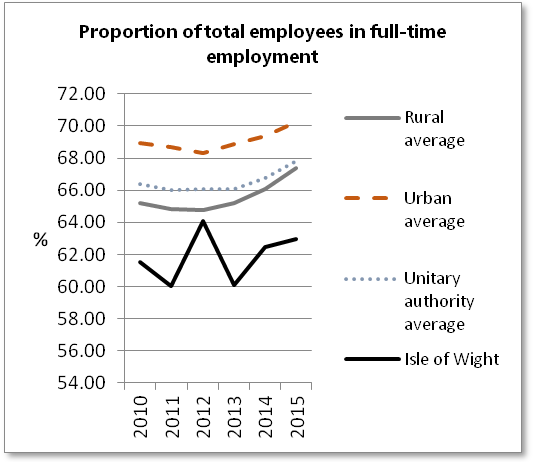 Proportion of total employees in full-time
employment
72.00
70.00
68.00
66.00
64.00
62.00
60.00
58.00
56.00
54.00
%
2010
2011
2012
2013
2014
2015
Rural
average
Urban
average
Unitary
authority
average
Isle of Wight